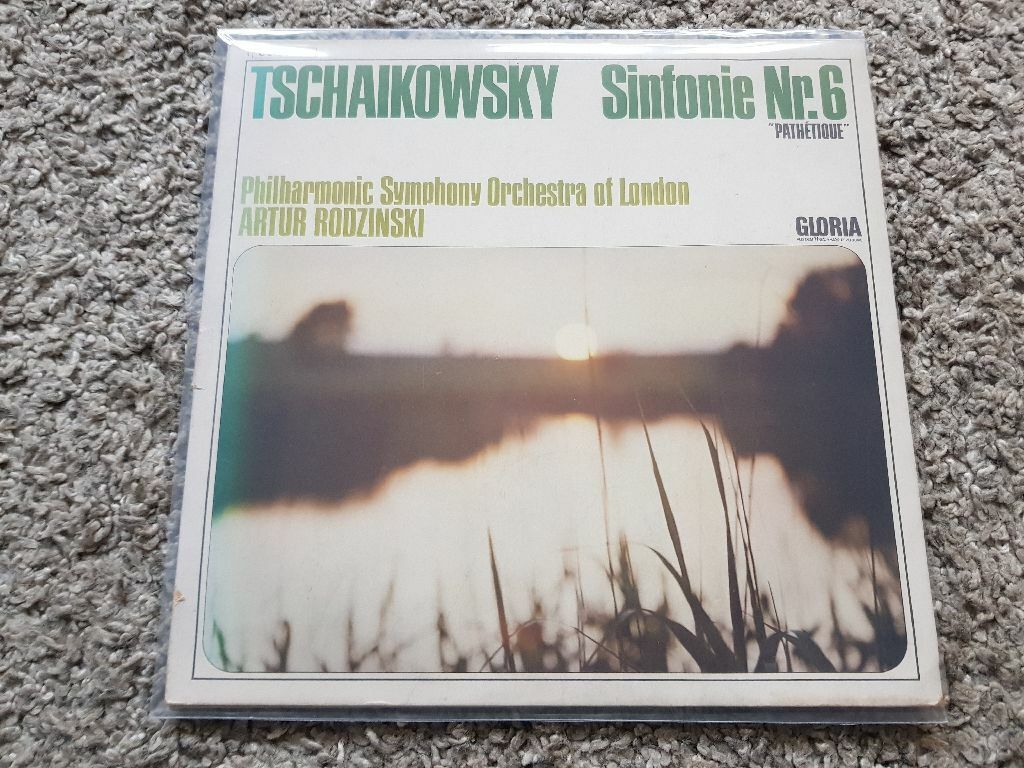 TSCHAIKOWSKY Sinfonie Nr.6
"PATHÉTIQUE"
Philharmonic Symphony Orchestra of London
ARTUR RODZINSKI
GLORIA